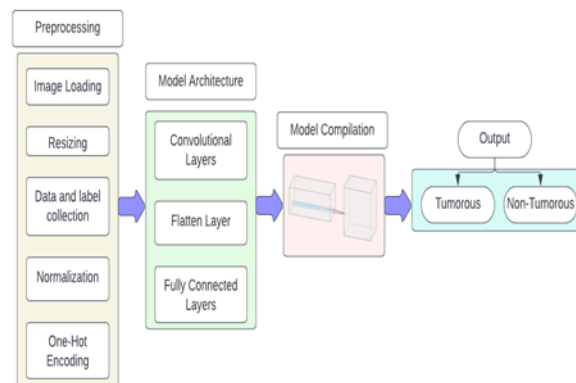 Preprocessing
Image Loading
Resizing
Data and label
collection
Normalization
One-Hot
Encoding
Model Architecture
Convolutional
Layers
Flatten Layer
Fully Connected
Layers
Model Compilation
Output
Tumorous
Non-Tumorous